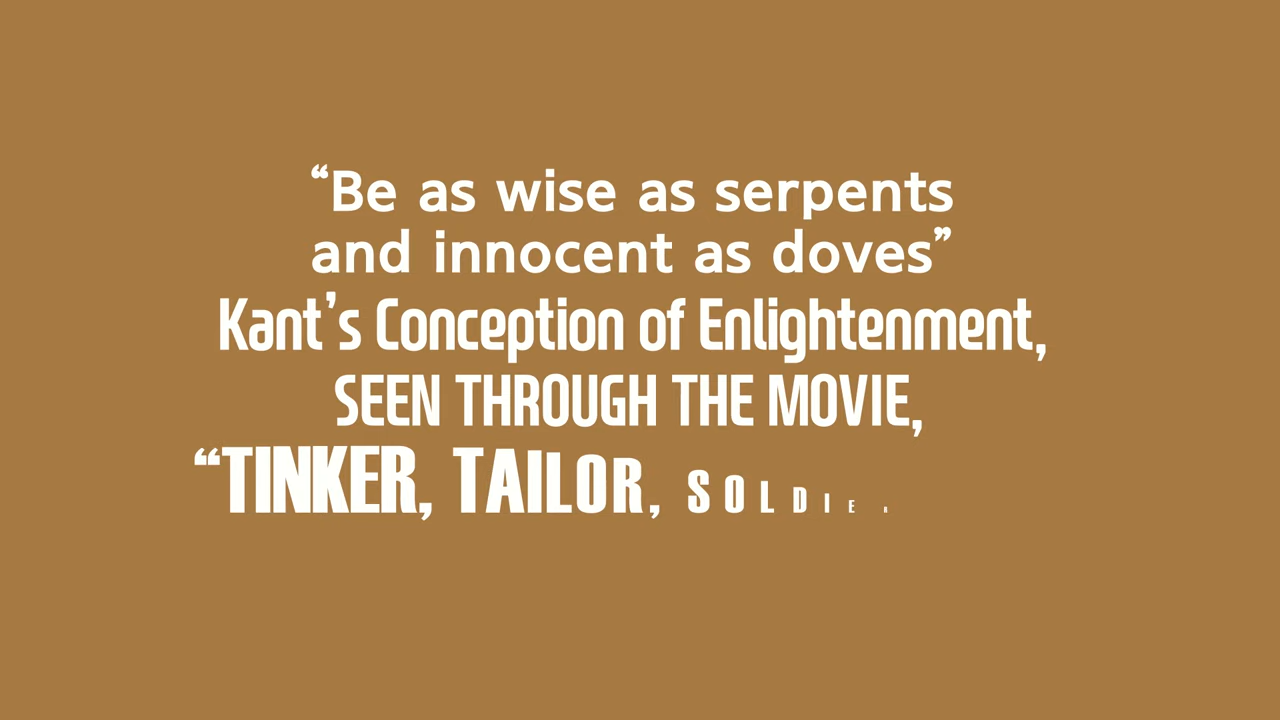 “Be as wise as serpents
and innocent as doves”
Kant’s Conception of Enlightenment,
SEEN THROUGH THE MOVIE,
“TINKER, TAILOR, SOLDIER